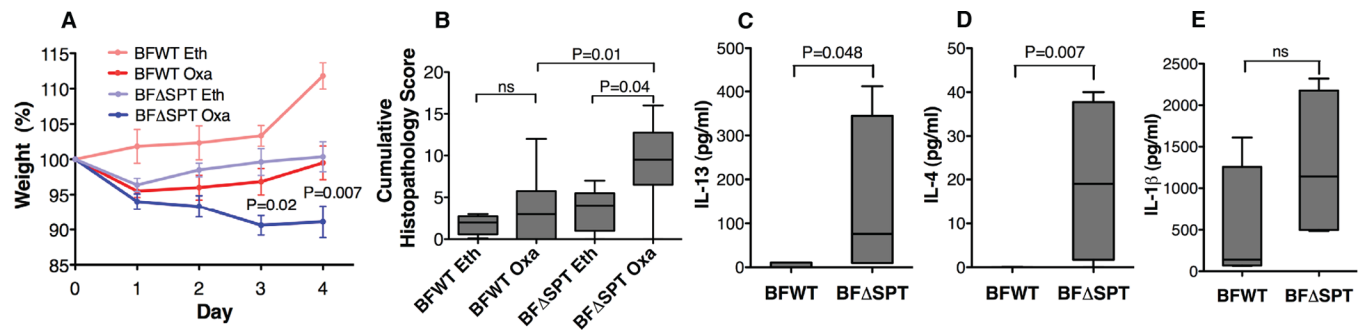 A
BFWT Eth
BFWT Oxa
BFΔSPT Eth
BFΔSPT Oxa
Weight (%)
115
110
105
100
95
90
85
P=0.02
P=0.007
0 1 2 3 4
Day
B
Cumulative
Histopathology Score
20
15
10
5
0
ns
P=0.01
P=0.04
BFWT Eth
BFWT Oxa
BFΔSPT Eth
BFΔSPT Oxa
C
IL-13 (pg/ml)
500
400
300
200
100
0
P=0.048
BFWT BFΔSPT
D
IL-4 (pg/ml)
50
40
30
20
10
0
P=0.007
BFWT BFΔSPT
E
IL-1β (pg/ml)
2500
2000
1500
1000
500
0
ns
BFWT BFΔSPT